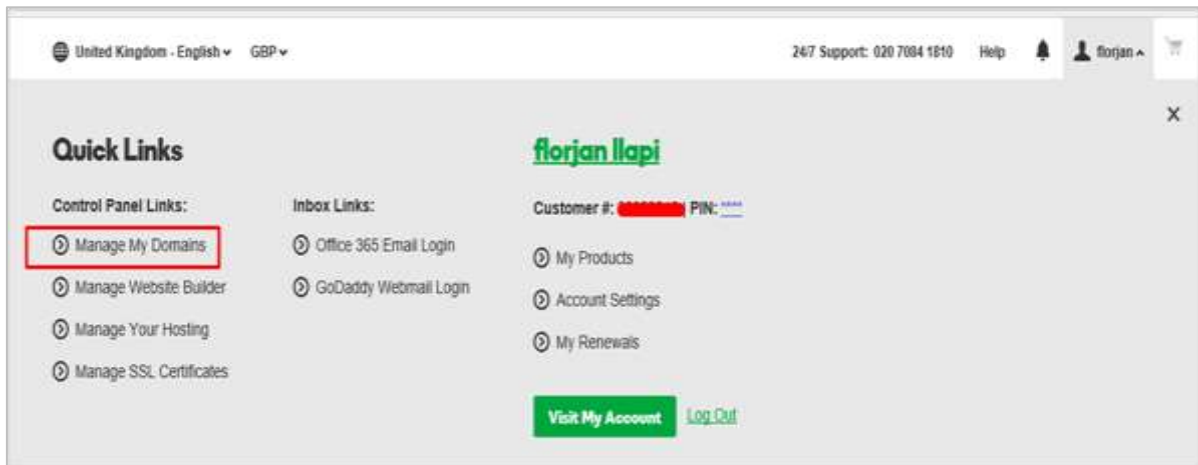 United Kingdom - English GBP 24/7 Support: 020 7084 1810 Help florjan
Quick Links
Control Panel Links:
Manage My Domains
Manage Website Builder
Manage Your Hosting
Manage SSL Certificates
Inbox Links:
Office 365 Email Login
GoDaddy Webmail Login
florjan llapi
Customer #: PIN: ****
My Products
Account Settings
My Renewals
Visit My Account Log Out